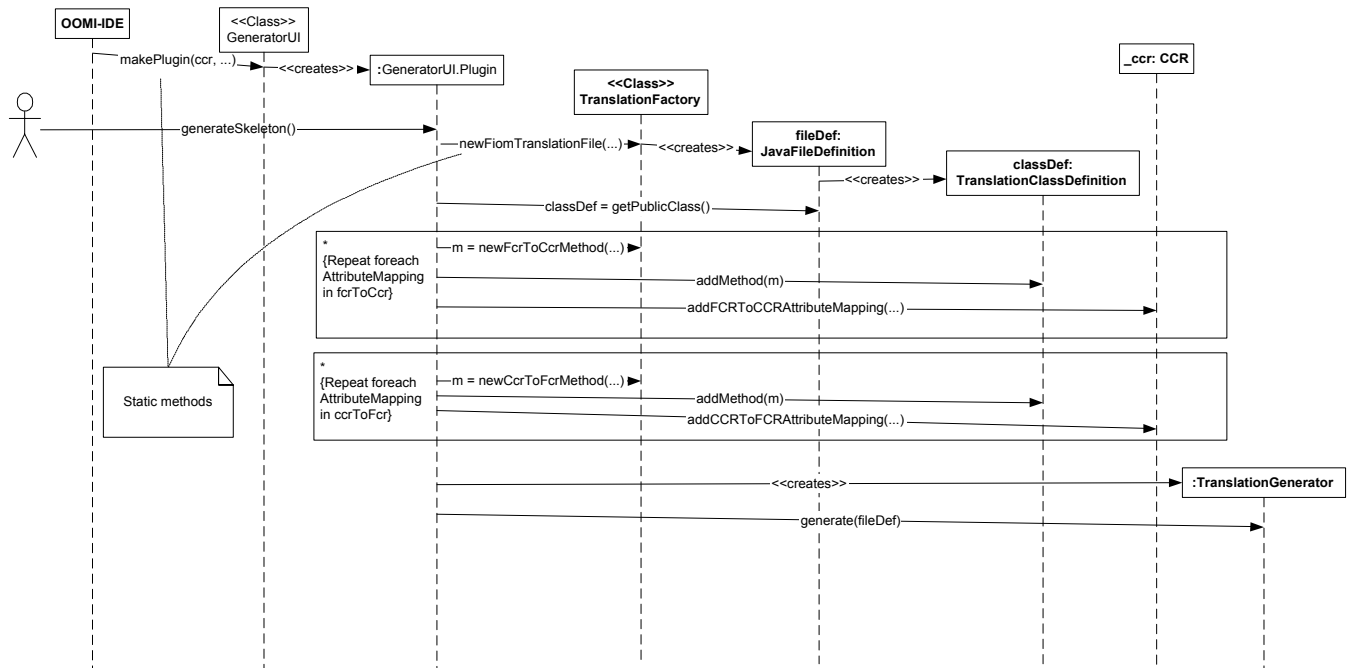 OOMI-IDE
<<Class>>
GeneratorUI
makePlugin(ccr, ...)
<<creates>>
:GeneratorUI.Plugin
_ccr: CCR
<<Class>>
TranslationFactory
generateSkeleton()
newFiomTranslationFile(...)
<<creates>>
fileDef:
JavaFileDefinition
<<creates>>
classDef:
TranslationClassDefinition
classDef = getPublicClass()
*
{Repeat foreach
AttributeMapping
in fcrToCcr}
m = newFcrToCcrMethod(...)
addMethod(m)
addFCRToCCRAttributeMapping(...)
*
{Repeat foreach
AttributeMapping
in ccrToFcr}
m = newCcrToFcrMethod(...)
addMethod(m)
addCCRToFCRAttributeMapping(...)
Static methods
<<creates>>
:TranslationGenerator
generate(fileDef)